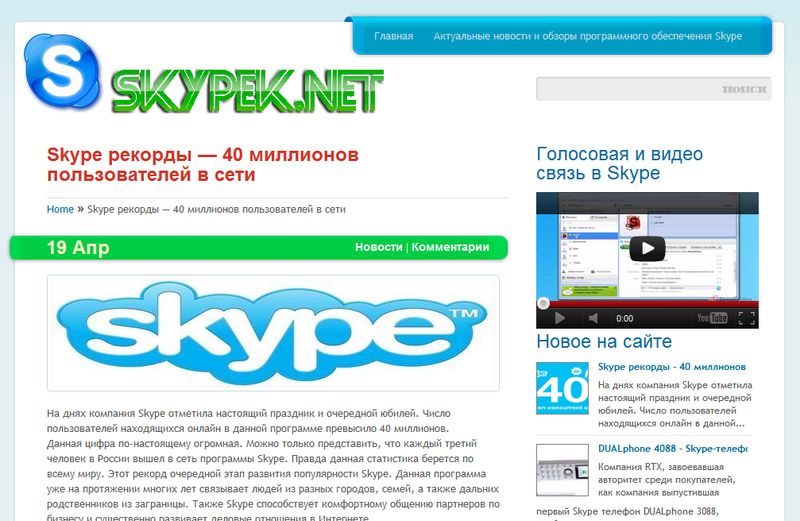 Главная Актуальные новости и обзоры программного обеспечения Skype
S SKYPEK.NET
поиск
Skype рекорды — 40 миллионов
пользователей в сети
Home » Skype рекорды — 40 миллионов пользователей в сети
19 Апр Новости | Комментарии
skype™
На днях компания Skype отметила настоящий праздник и очередной юбилей. Число
пользователей находящихся онлайн в данной программе превысило 40 миллионов.
Данная цифра по-настоящему огромная. Можно только представить, что каждый третий
человек в России вышел в сеть программы Skype. Правда данная статистика берется по
всему миру. Этот рекорд очередной этап развития популярности Skype. Данная программа
уже на протяжении многих лет связывает людей из разных городов, семей, а также дальних
родственников из заграницы. Также Skype способствует комфортному общению партнеров по
бизнесу и существенно развивает деловые отношения в Интернете
Голосовая и видео
связь в Skype
0:00 YouTube
Новое на сайте
40
en concurrent u
Skype рекорды - 40 миллионов
На днях компания Skype отметила
настоящий праздник и очередной
юбилей. Число пользователей
находящихся онлайн в данной...
DUALphone 4088 - Skype-телефо
Компания RTX, завоевавшая
авторитет среди покупателей,
как компания выпустившая
первый Skype телефон DUALphone 3088,